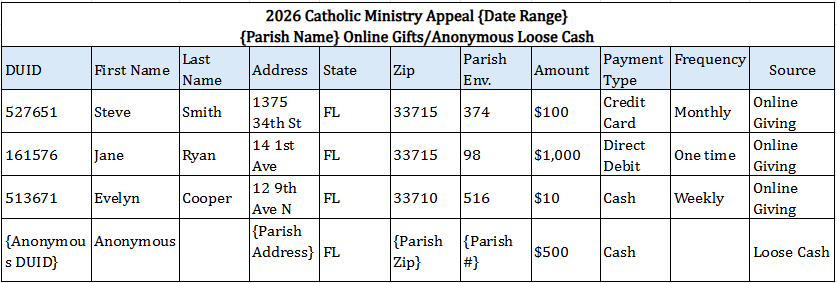 2026 Catholic Ministry Appeal {Date Range}
{Parish Name} Online Gifts/Anonymous Loose Cash
DUID First Name Last Name Address State Zip Parish Env. Amount Payment Type Frequency Source
527651 Steve Smith 1375 34th St FL 33715 374 $100 Credit Card Monthly Online Giving
161576 Jane Ryan 14 1st Ave FL 33715 98 $1,000 Direct Debit One time Online Giving
513671 Evelyn Cooper 12 9th Ave N FL 33710 516 $10 Cash Weekly Online Giving
{Anonymous DUID} Anonymous {Parish Address} FL {Parish Zip} {Parish #} $500 Cash Loose Cash